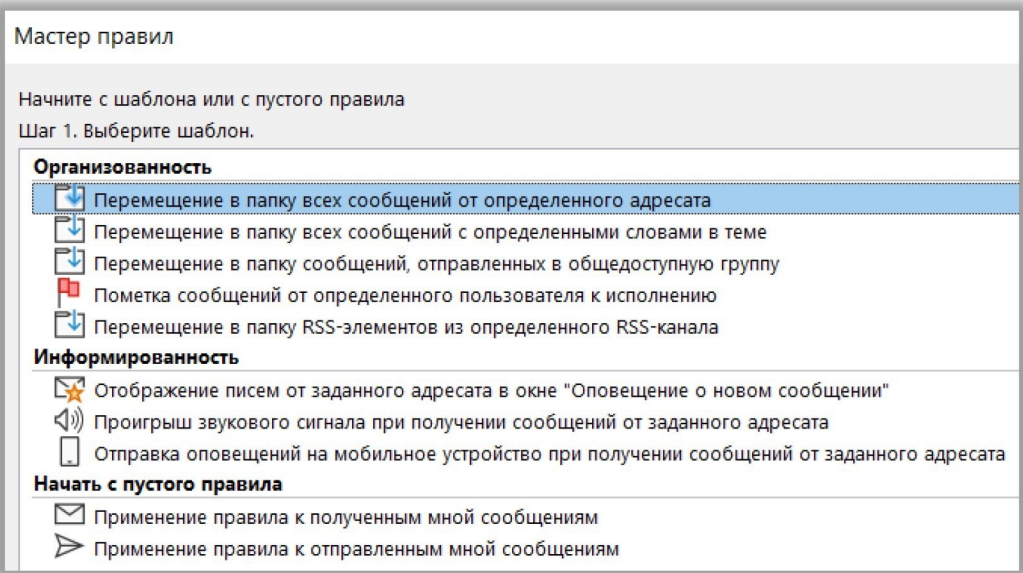 Мастер правил
Начните с шаблона или с пустого правила
Шаг 1. Выберите шаблон.
Организованность
Перемещение в папку всех сообщений от определенного адресата
Перемещение в папку всех сообщений с определенными словами в теме
Перемещение в папку сообщений, отправленных в общедоступную группу
Пометка сообщений от определенного пользователя к исполнению
Перемещение в папку RSS-элементов из определенного RSS-канала
Информированность
Отображение писем от заданного адресата в окне "Оповещение о новом сообщении"
Проигрыш звукового сигнала при получении сообщений от заданного адресата
Отправка оповещений на мобильное устройство при получении сообщений от заданного адресата
Начать с пустого правила
Применение правила к полученным мной сообщениям
Применение правила к отправленным мной сообщениям